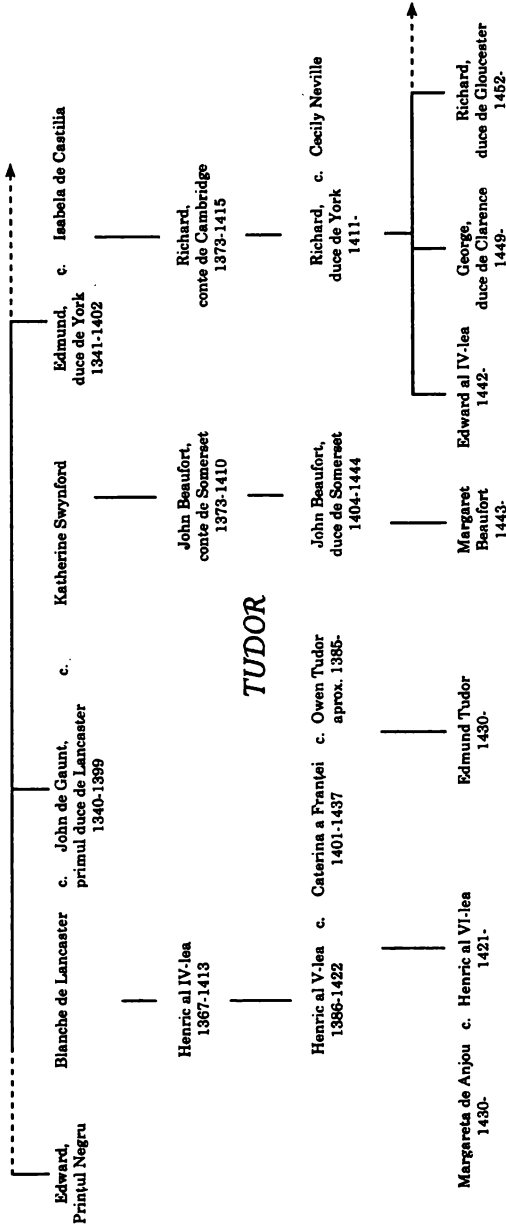 Edward,
Prinţul Negru
Blanche de Lancaster c. John de Gaunt,
primul duce de Lancaster
1340-1399
c. Katherine Swynford
Edmund, c. Isabela de Castilia
duce de York
1341-1402
Henric al IV-lea
1367-1413
John Beaufort,
conte de Somerset
1373-1410
Richard,
conte de Cambridge
1373-1415
TUDOR
Henric al V-lea c. Caterina a Franţei c. Owen Tudor
1386-1422
1401-1437
aprox. 1385-
John Beaufort,
duce de Somerset
1404-1444
Richard, c. Cecily Neville
duce de York
1411-
Margareta de Anjou c. Henric al VI-lea
1430-
1421-
Edmund Tudor
1430-
Margaret
Beaufort
1443-
Edward al IV-lea
1442-
George,
duce de Clarence
1449-
Richard,
duce de Gloucester
1452-